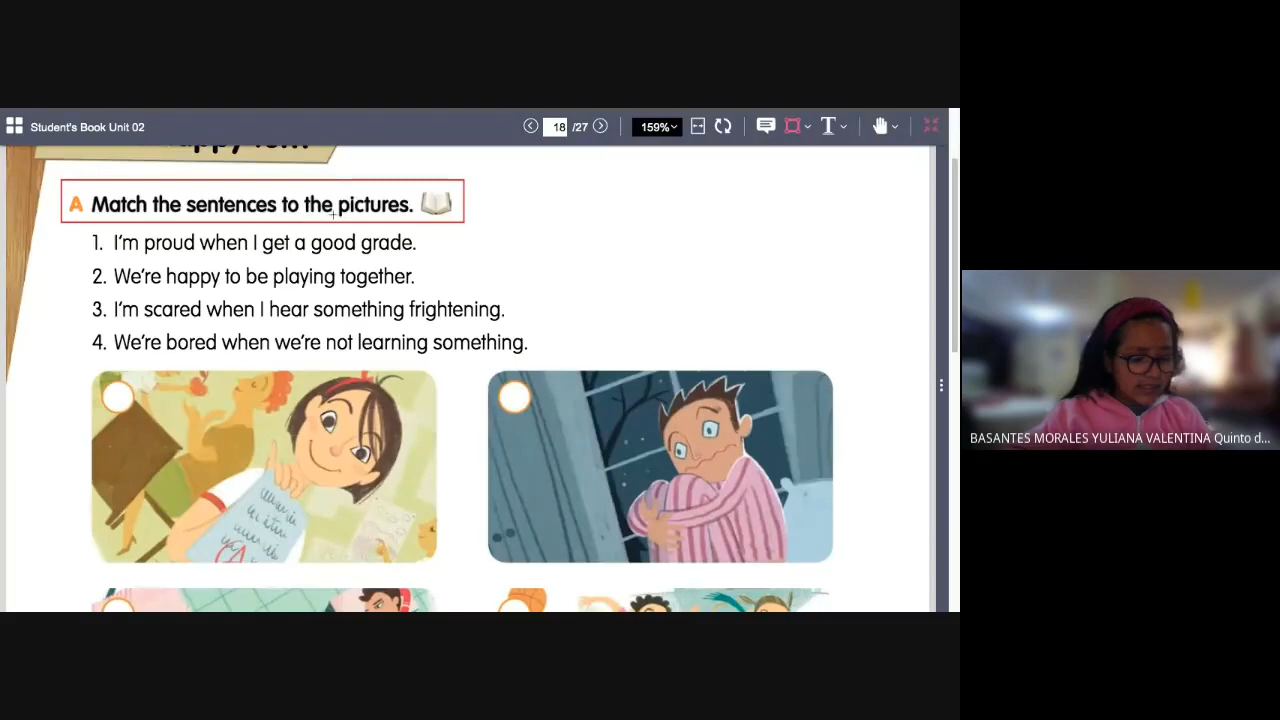 Student's Book Unit 02
18 /27
159%
T
A Match the sentences to the pictures.
1. I'm proud when I get a good grade.
2. We're happy to be playing together.
3. I'm scared when I hear something frightening.
4. We're bored when we're not learning something.
BASANTES MORALES YULIANA VALENTINA Quinto d...